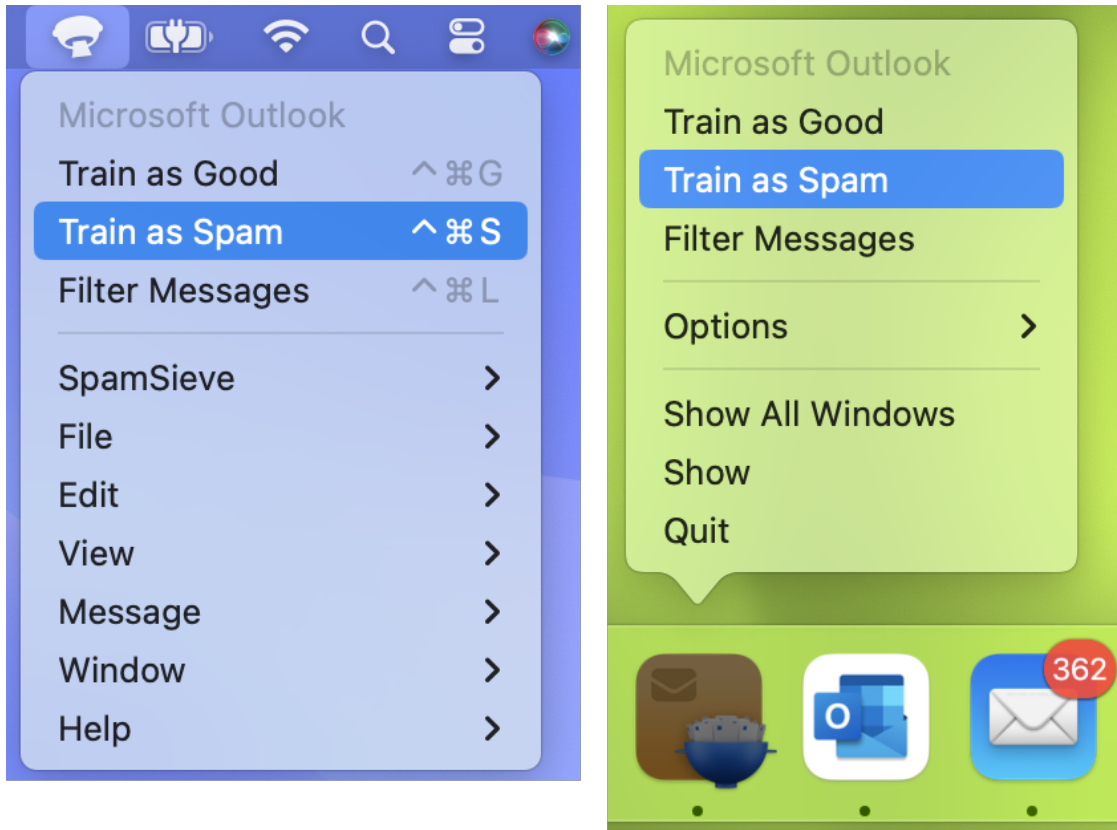 Microsoft Outlook
Train as Good ⌃⌘G
Train as Spam ⌃⌘S
Filter Messages ⌃⌘L
SpamSieve
File
Edit
View
Message
Window
Help
Microsoft Outlook
Train as Good
Train as Spam
Filter Messages
Options
Show All Windows
Show
Quit
O
362